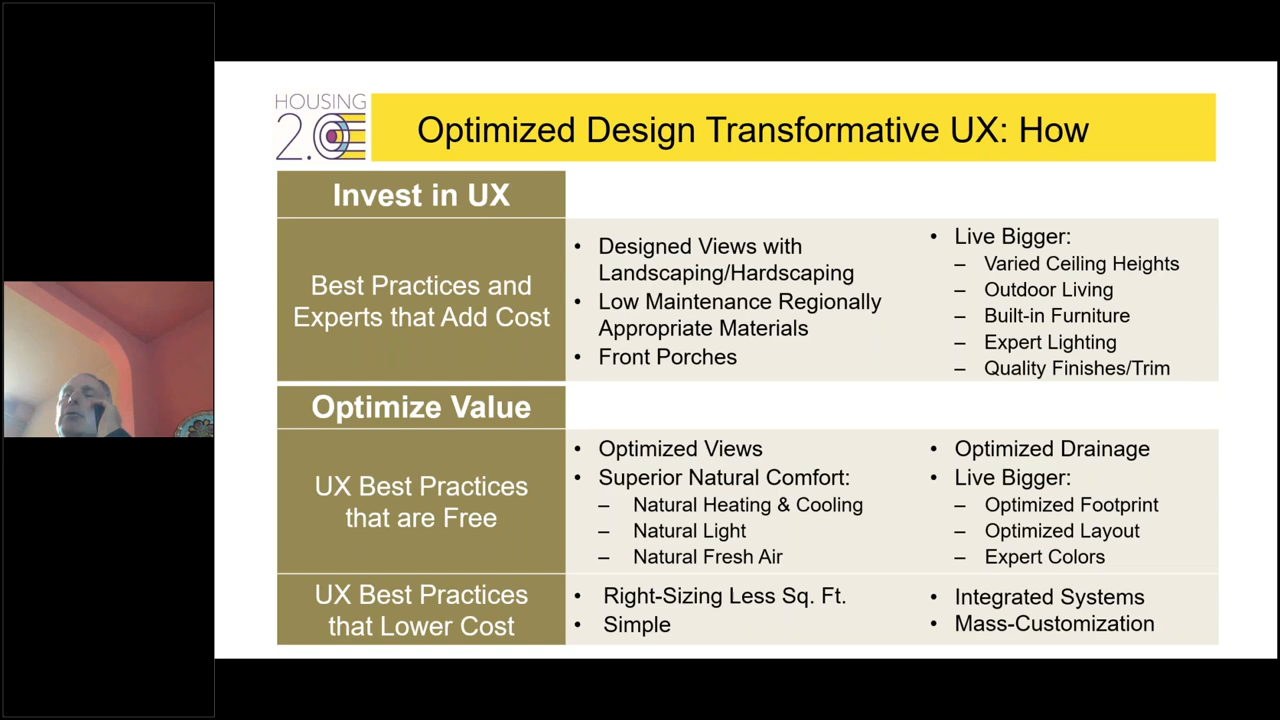 HOUSING
2.0
Optimized Design Transformative UX: How
Invest in UX
Best Practices and
Experts that Add Cost
• Designed Views with
Landscaping/Hardscaping
• Low Maintenance Regionally
Appropriate Materials
• Front Porches
• Live Bigger:
– Varied Ceiling Heights
– Outdoor Living
– Built-in Furniture
– Expert Lighting
– Quality Finishes/Trim
Optimize Value
UX Best Practices
that are Free
• Optimized Views
• Superior Natural Comfort:
– Natural Heating & Cooling
– Natural Light
– Natural Fresh Air
• Optimized Drainage
• Live Bigger:
– Optimized Footprint
– Optimized Layout
– Expert Colors
UX Best Practices
that Lower Cost
• Right-Sizing Less Sq. Ft.
• Simple
• Integrated Systems
• Mass-Customization